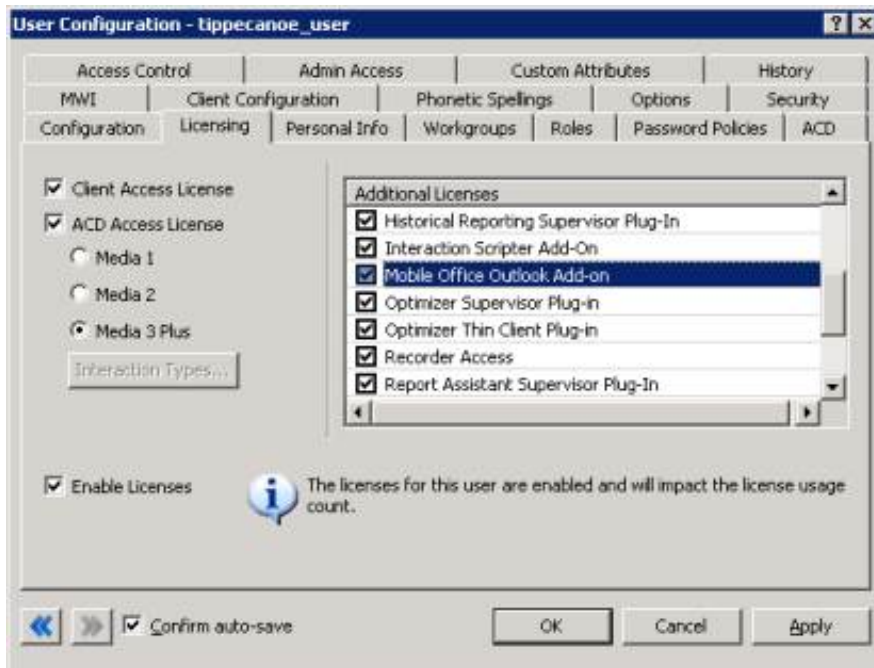 User Configuration - tippecanoe_user
Access Control Admin Access Custom Attributes History
MWI Client Configuration Phonetic Spellings Options Security
Configuration Licensing Personal Info Workgroups Roles Password Policies ACD
Client Access License
ACD Access License
Media 1
Media 2
Media 3 Plus
Interaction Types...
Additional Licenses
Historical Reporting Supervisor Plug-In
Interaction Scripter Add-On
Mobile Office Outlook Add-on
Optimizer Supervisor Plug-in
Optimizer Thin Client Plug-in
Recorder Access
Report Assistant Supervisor Plug-In
Enable Licenses
The licenses for this user are enabled and will impact the license usage
count.
Confirm auto-save OK Cancel Apply